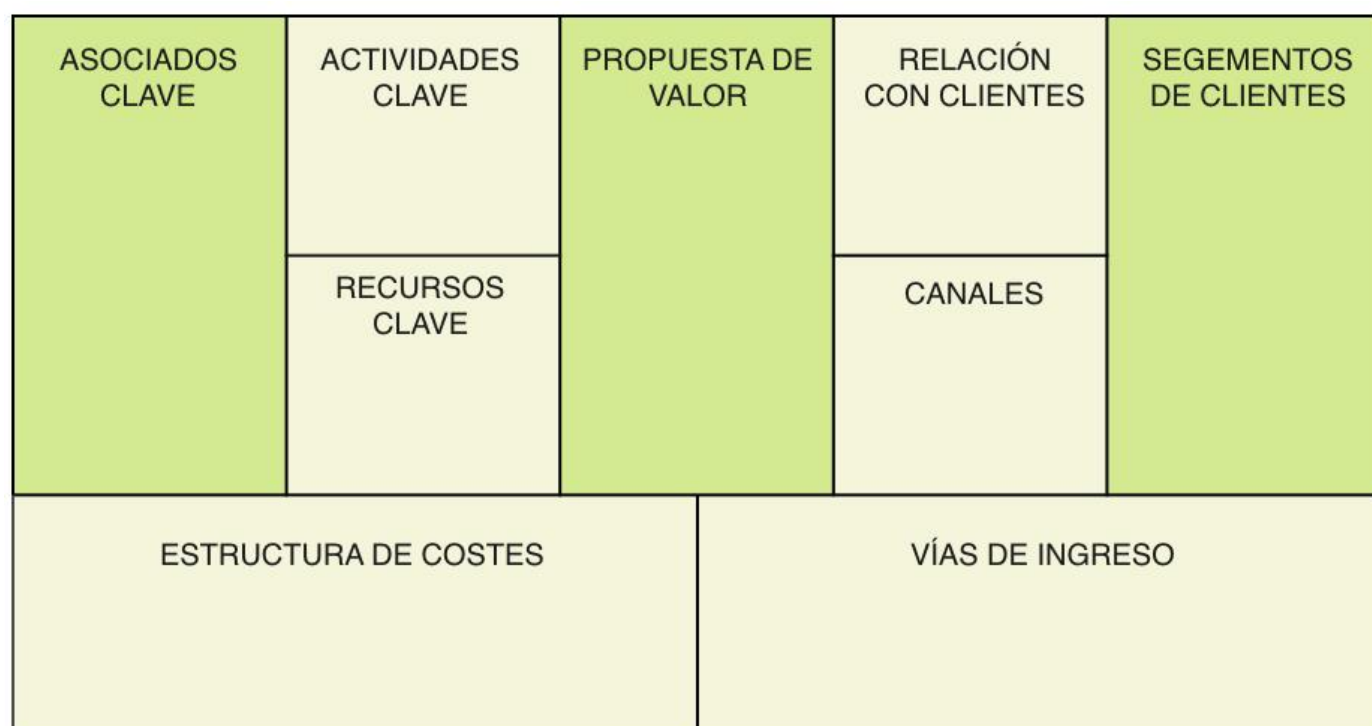 ASOCIADOS
CLAVE
ACTIVIDADES
CLAVE
RECURSOS
CLAVE
PROPUESTA DE
VALOR
RELACIÓN
CON CLIENTES
CANALES
SEGEMENTOS
DE CLIENTES
ESTRUCTURA DE COSTES
VÍAS DE INGRESO